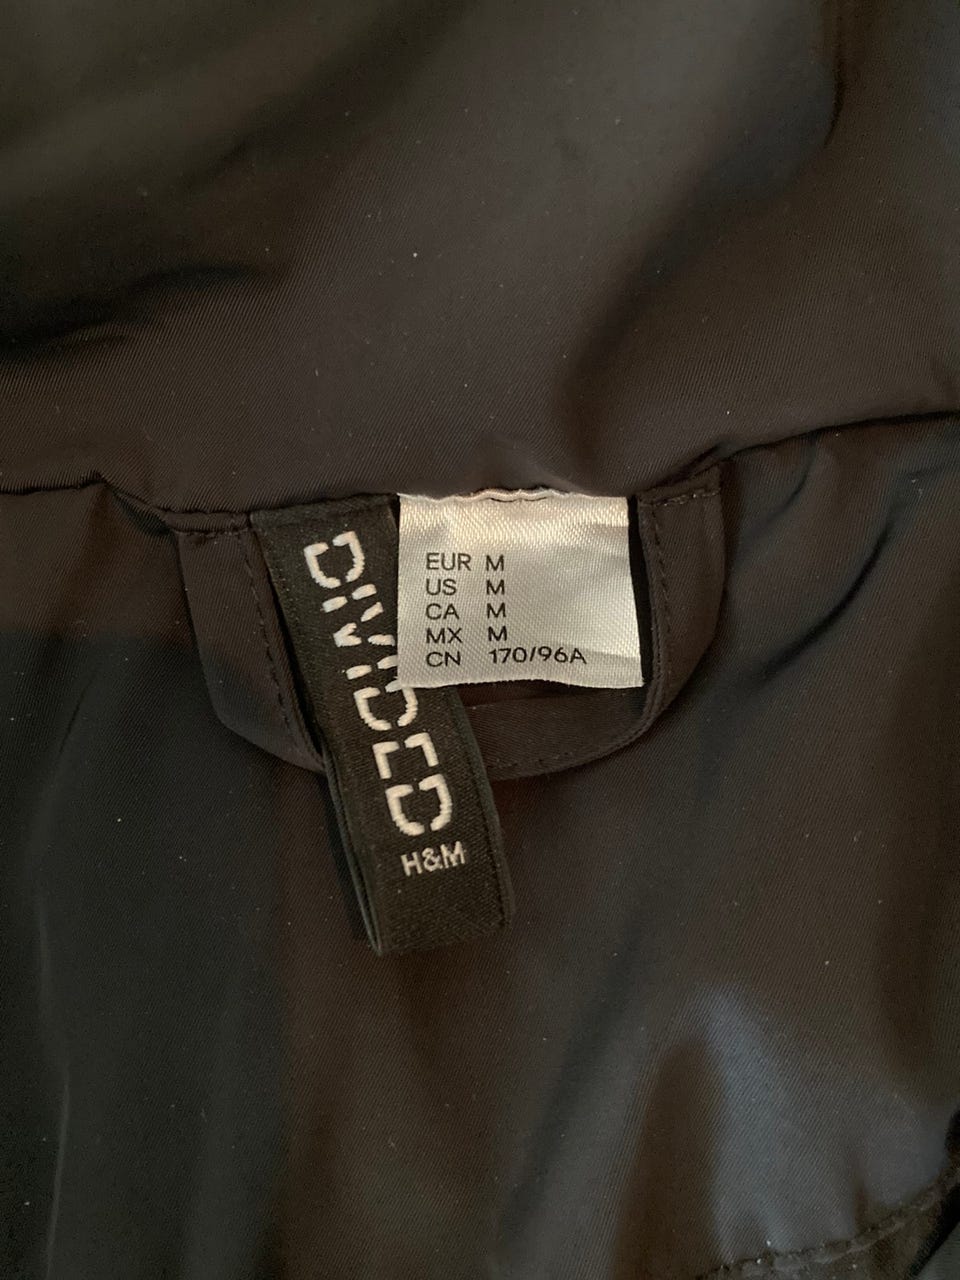 DIVIDED
H&M
EUR M
US M
CA M
MX M
CN 170/96A